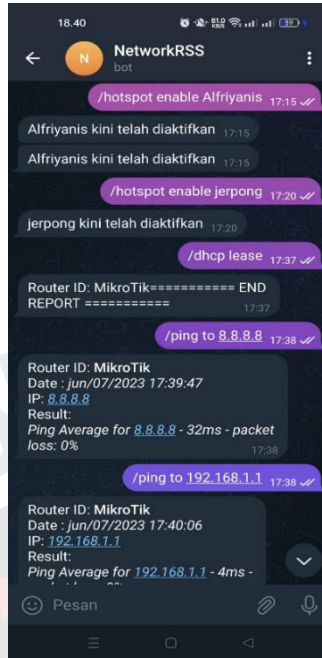 18.40
81.0 KB/S
59
N
NetworkRSS
bot
/hotspot enable Alfriyanis 17:15
Alfriyanis kini telah diaktifkan 17:15
Alfriyanis kini telah diaktifkan 17:15
/hotspot enable jerpong 17:20
jerpong kini telah diaktifkan 17:20
/dhcp lease 17:37
Router ID: MikroTik=========== END
REPORT =========== 17:37
/ping to 8.8.8.8 17:38
Router ID: MikroTik
Date : jun/07/2023 17:39:47
IP: 8.8.8.8
Result:
Ping Average for 8.8.8.8 - 32ms - packet
loss: 0% 17:38
/ping to 192.168.1.1 17:38
Router ID: MikroTik
Date : jun/07/2023 17:40:06
IP: 192.168.1.1
Result:
Ping Average for 192.168.1.1 - 4ms -
Pesan